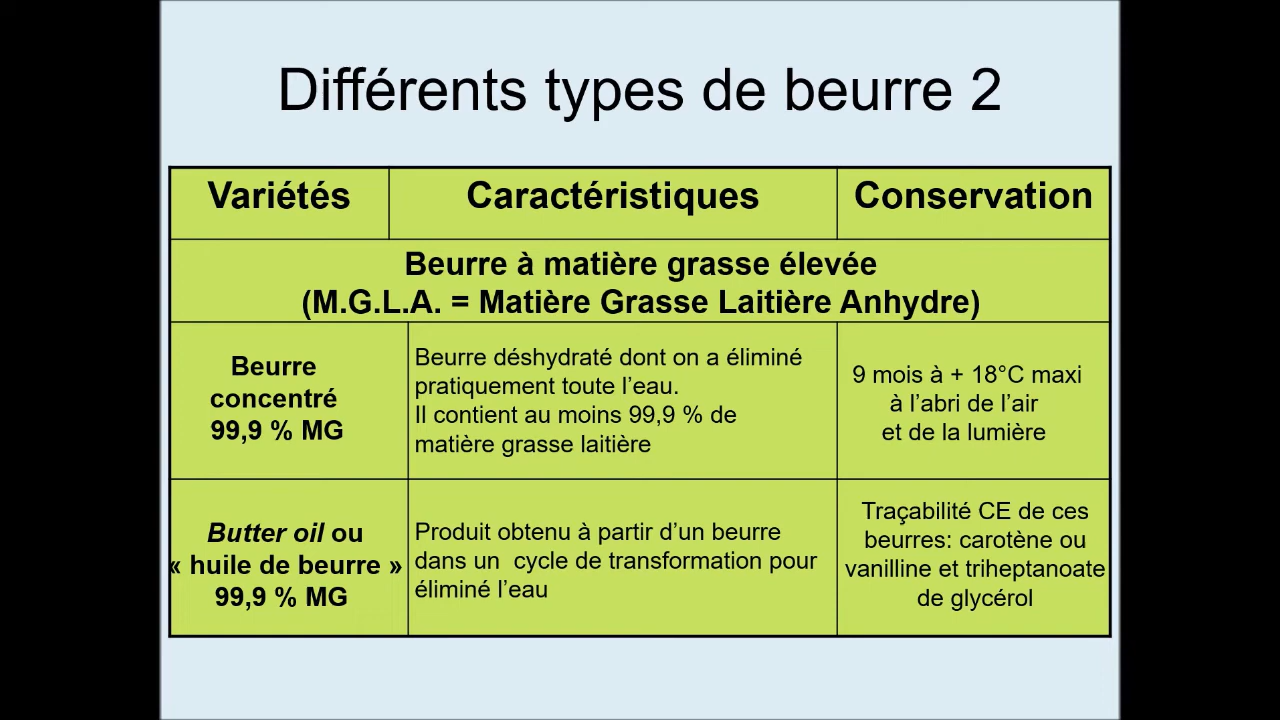 Différents types de beurre 2
Variétés
Caractéristiques
Conservation
Beurre à matière grasse élevée
(M.G.L.A. = Matière Grasse Laitière Anhydre)
Beurre
concentré
99,9 % MG
Beurre déshydraté dont on a éliminé
pratiquement toute l’eau.
Il contient au moins 99,9 % de
matière grasse laitière
9 mois à + 18°C maxi
à l’abri de l’air
et de la lumière
Butter oil ou
« huile de beurre »
99,9 % MG
Produit obtenu à partir d’un beurre
dans un  cycle de transformation pour
éliminé l’eau
Traçabilité CE de ces
beurres: carotène ou
vanilline et triheptanoate
de glycérol